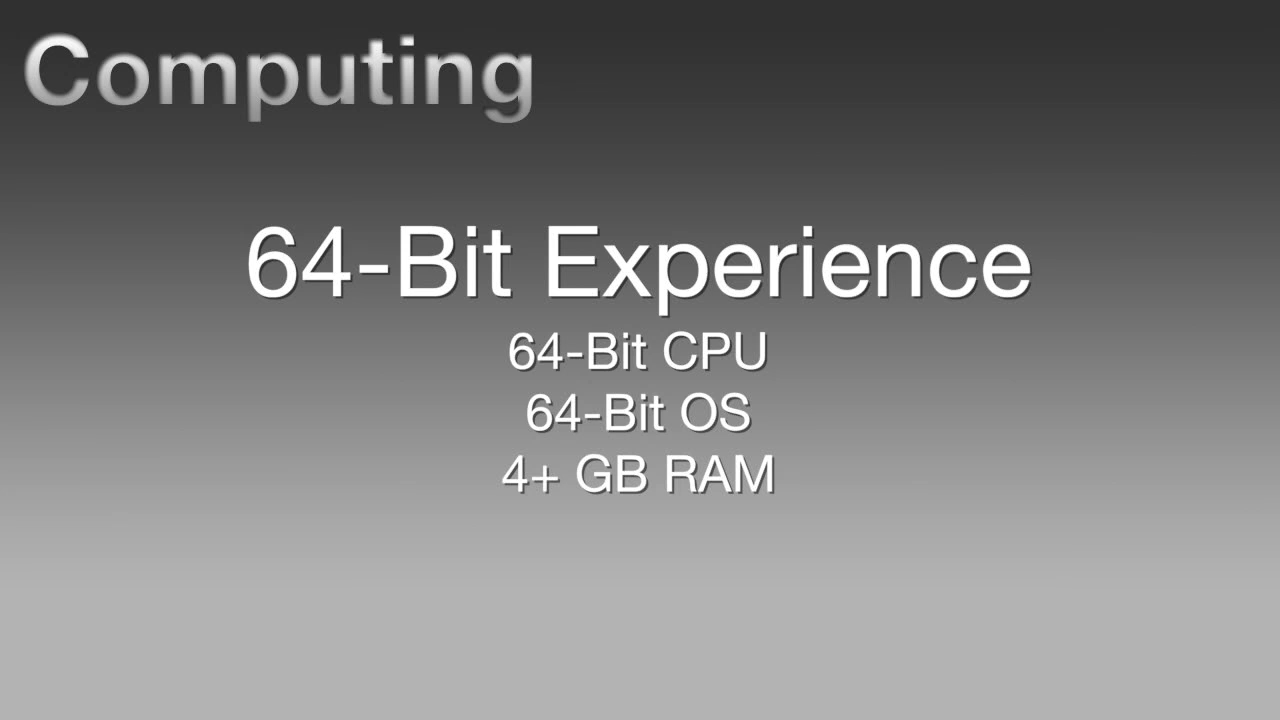 Computing
64-Bit Experience
64-Bit CPU
64-Bit OS
4+ GB RAM